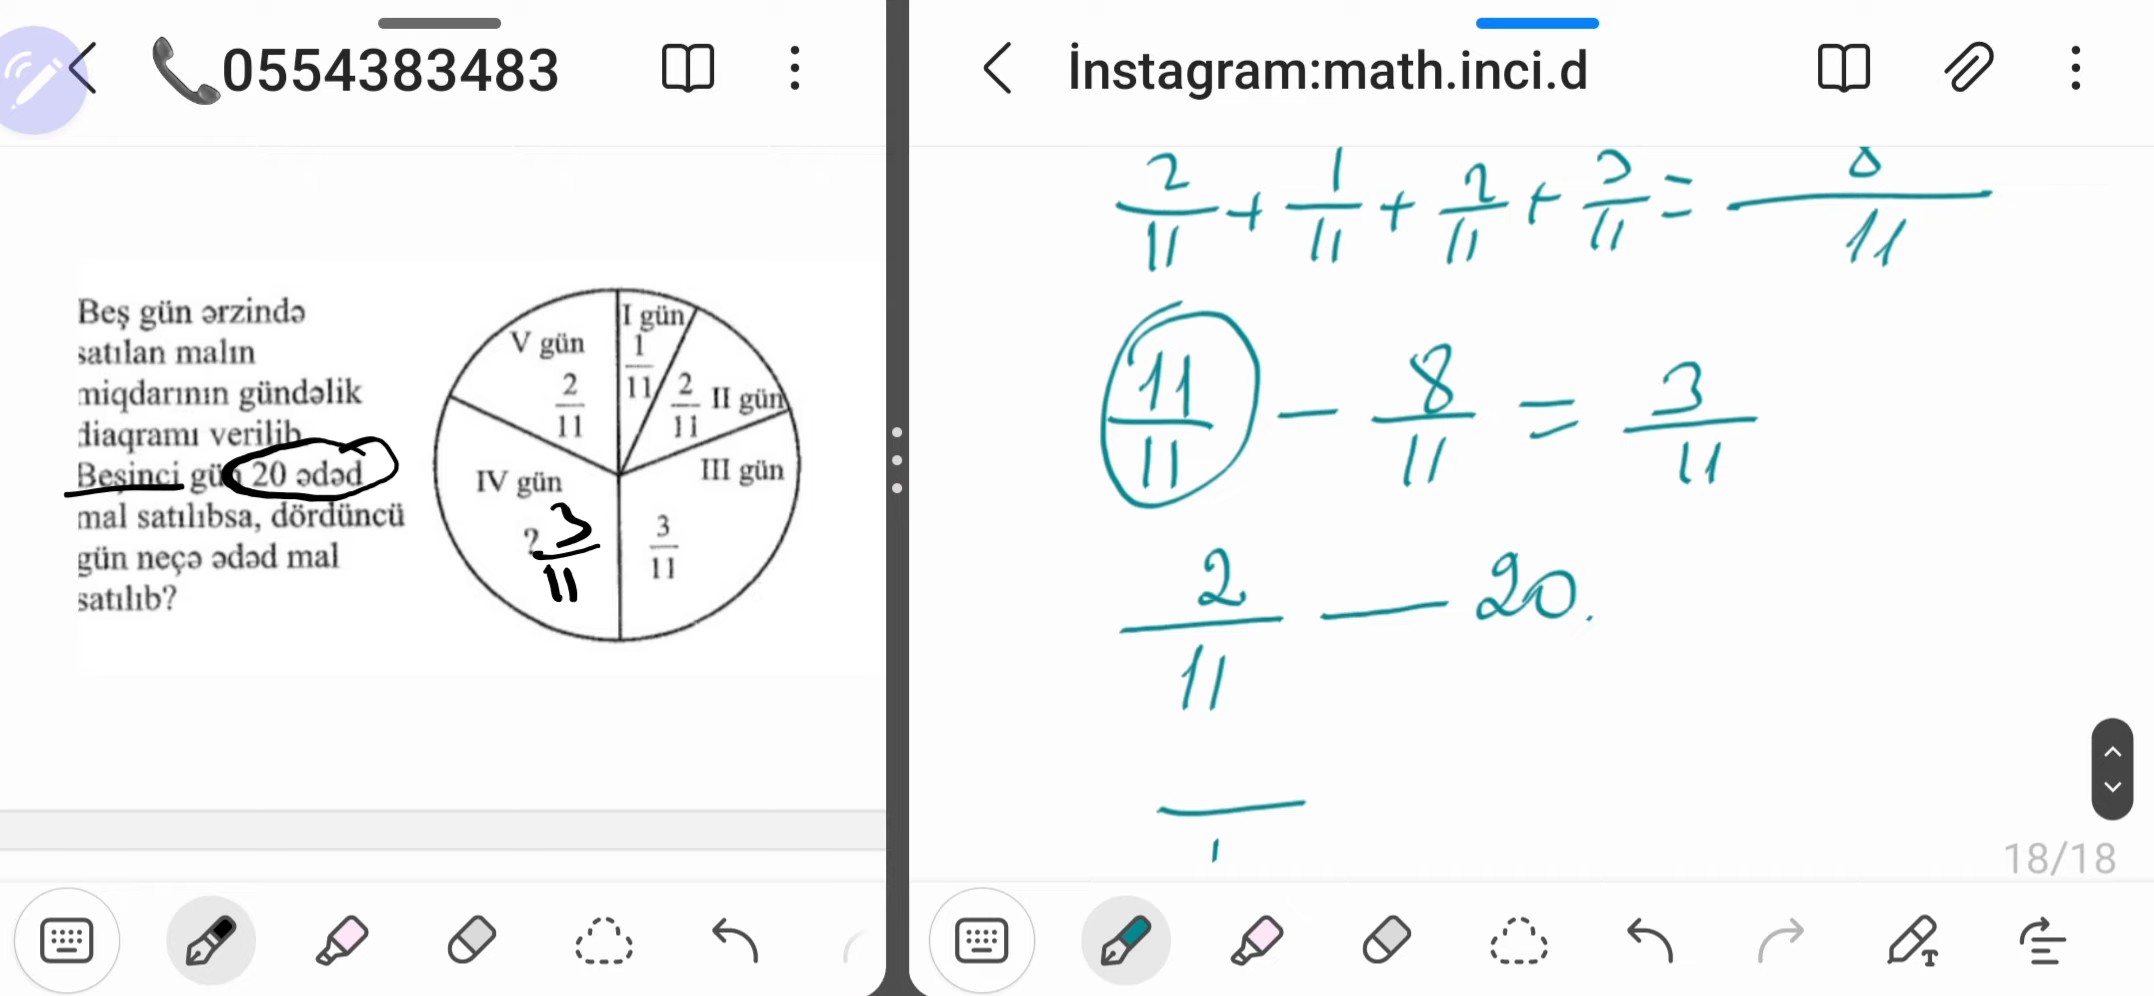 0554383483
Beş gün ərzində
satılan malın
miqdarının gündəlik
diaqramı verilib
Beşinci gün 20 ədəd
mal satılıbsa, dördüncü
gün neçə ədəd mal
satılıb?
V gün
2/11
I gün
1/11
2/11 II gün
III gün
3/11
IV gün
? 3/11
İnstagram:math.inci.d
2/11 + 1/11 + 2/11 + 3/11 = 8/11
11/11 - 8/11 = 3/11
2/11 — 20.
18/18